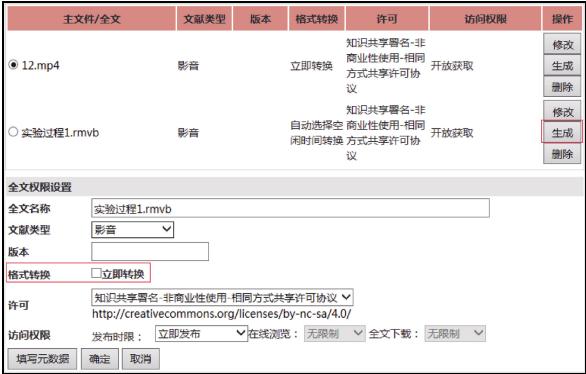 主文件/全文 文献类型 版本 格式转换 许可 访问权限 操作
12.mp4 影音 立即转换 知识共享署名-非商业性使用-相同方式共享许可协议 开放获取 修改 生成 删除
实验过程1.rmvb 影音 自动选择空闲时间转换 知识共享署名-非商业性使用-相同方式共享许可协议 开放获取 修改 生成 删除
全文权限设置
全文名称 实验过程1.rmvb
文献类型 影音
版本
格式转换 立即转换
许可 知识共享署名-非商业性使用-相同方式共享许可协议
http://creativecommons.org/licenses/by-nc-sa/4.0/
访问权限 发布时限： 立即发布 在线浏览： 无限制 全文下载： 无限制
填写元数据 确定 取消